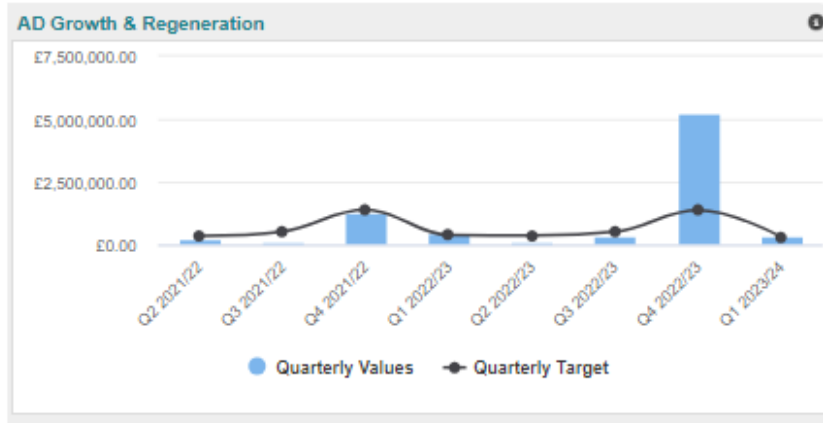 AD Growth & Regeneration
£7,500,000.00
£5,000,000.00
£2,500,000.00
£0.00
Q2 2021/22
Q3 2021/22
Q4 2021/22
Q1 2022/23
Q2 2022/23
Q3 2022/23
Q4 2022/23
Q1 2023/24
Quarterly Values
Quarterly Target